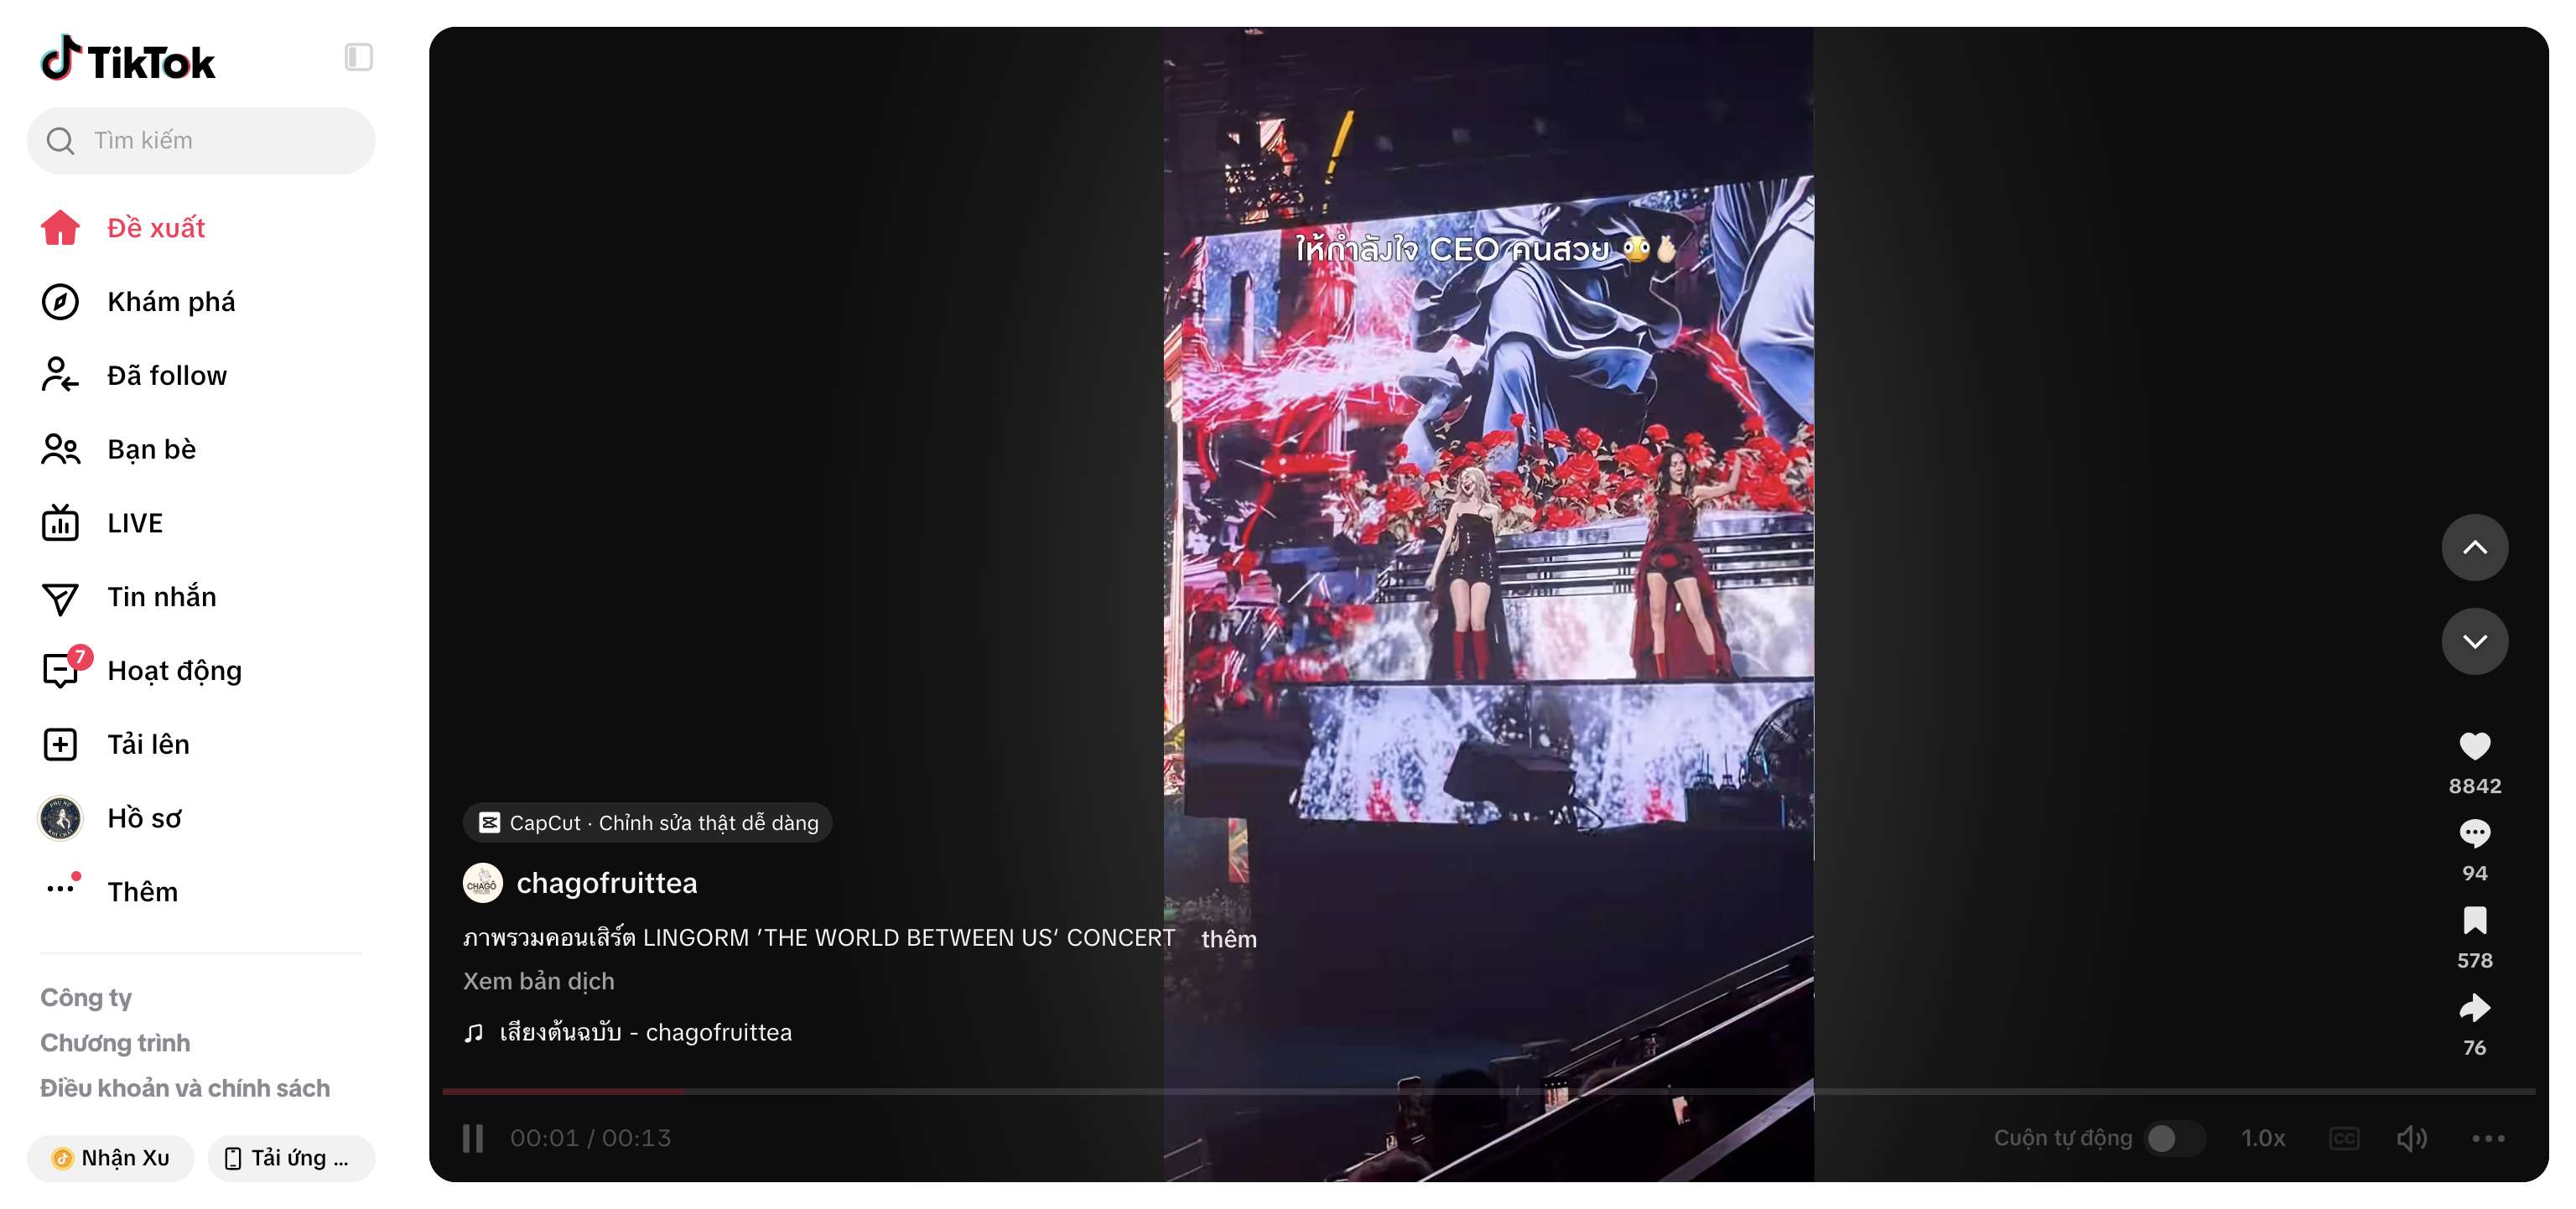 TikTok
Tìm kiếm
Đề xuất
Khám phá
Đã follow
Bạn bè
LIVE
Tin nhắn
7
Hoạt động
Tải lên
Hồ sơ
Thêm
Công ty
Chương trình
Điều khoản và chính sách
Nhận Xu
Tải ứng ...
ให้กำลังใจ CEO คนสวย 😳🫰🏻
CapCut · Chỉnh sửa thật dễ dàng
CHAGÔ
chagofruittea
ภาพรวมคอนเสิร์ต LINGORM ’THE WORLD BETWEEN US‘ CONCERT thêm
Xem bản dịch
เสียงต้นฉบับ - chagofruittea
8842
94
578
76
00:01 / 00:13
Cuộn tự động
1.0x
CC